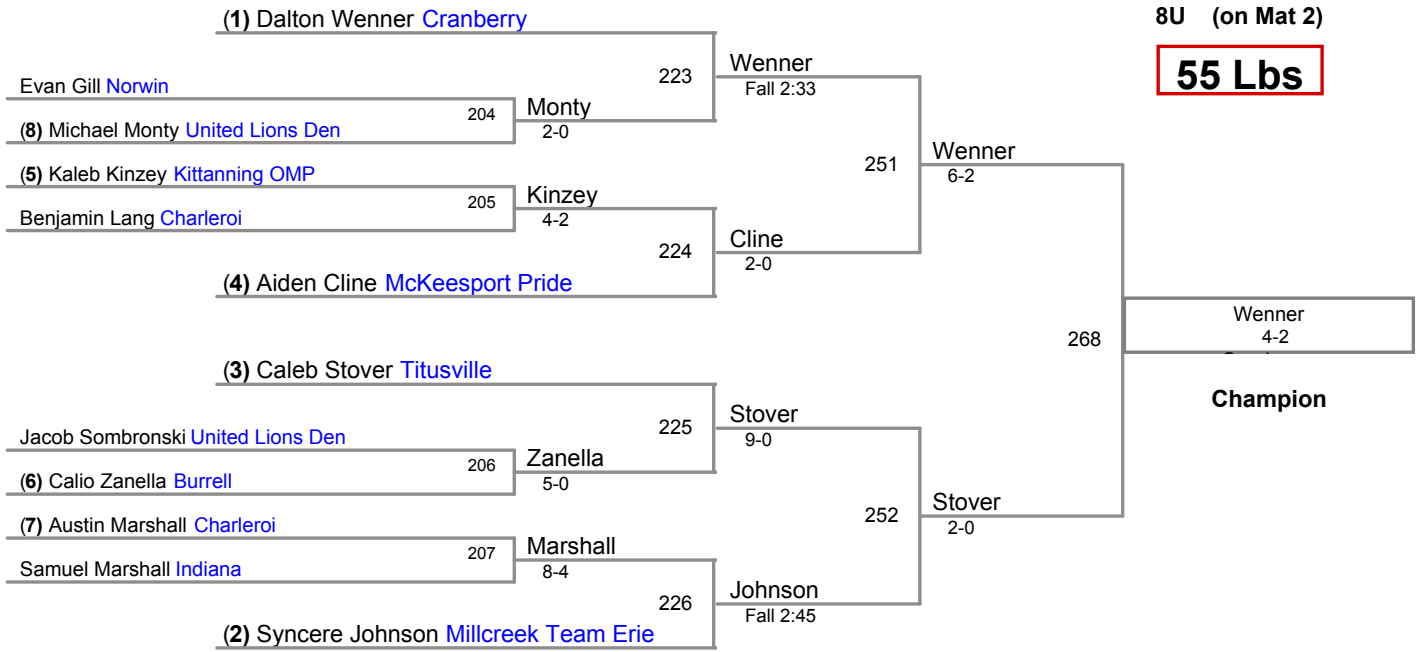 (1) Dalton Wenner Cranberry
8U (on Mat 2)
55 Lbs
223
Wenner
Fall 2:33
Evan Gill Norwin
204
Monty
2-0
(8) Michael Monty United Lions Den
251
Wenner
6-2
(5) Kaleb Kinzey Kittanning OMP
205
Kinzey
4-2
Benjamin Lang Charleroi
224
Cline
2-0
(4) Aiden Cline McKeesport Pride
268
Wenner
4-2
Champion
(3) Caleb Stover Titusville
225
Stover
9-0
Jacob Sombronski United Lions Den
206
Zanella
5-0
(6) Calio Zanella Burrell
252
Stover
2-0
(7) Austin Marshall Charleroi
207
Marshall
8-4
Samuel Marshall Indiana
226
Johnson
Fall 2:45
(2) Syncere Johnson Millcreek Team Erie